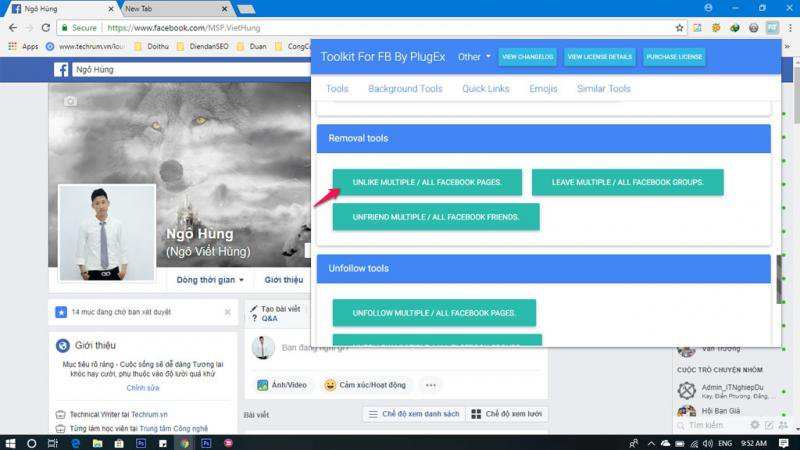 Ngô Hùng
New Tab
Secure
https://www.facebook.com/MSP.VietHung
Apps
www.techrum.vn/lour
Doithu
DiendanSEO
Duan
CongCu
Ngô Hùng
Toolkit For FB By PlugEx
Other
VIEW CHANGELOG
VIEW LICENSE DETAILS
PURCHASE LICENSE
Tools
Background Tools
Quick Links
Emojis
Similar Tools
Removal tools
UNLIKE MULTIPLE / ALL FACEBOOK PAGES.
LEAVE MULTIPLE / ALL FACEBOOK GROUPS.
UNFRIEND MULTIPLE / ALL FACEBOOK FRIENDS.
Unfollow tools
UNFOLLOW MULTIPLE / ALL FACEBOOK PAGES.
Ngô Hùng
(Ngô Viết Hùng)
Dòng thời gian
Giới thiệu
14 mục đang chờ bạn xét duyệt
Giới thiệu
Mục tiêu rõ ràng - Cuộc sống sẽ dễ dàng Tương lai
khóc hay cười, phụ thuộc vào độ lười quá khứ
Chỉnh sửa
Technical Writer tại Techrum.vn
Từng làm học viên tại Trung tâm Công nghệ
Tạo bài viết
Q&A
Bạn đang nghĩ gì?
Ảnh/Video
Cảm xúc/Hoạt động
Bài viết
Chế độ xem danh sách
Chế độ xem lưới
Văn Trường
CUỘC TRÒ CHUYỆN NHÓM
Admin_ITNghiepDu
Kay, Điền Phương, Đăng,
Hội Bạn Già
Tìm kiếm
ENG
9:52 AM